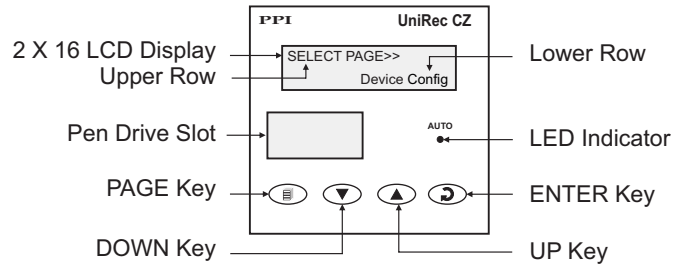 PPI UniRec CZ
2 X 16 LCD Display
Upper Row
SELECT PAGE>>
Device Config
Lower Row
Pen Drive Slot
AUTO
LED Indicator
PAGE Key
ENTER Key
DOWN Key
UP Key